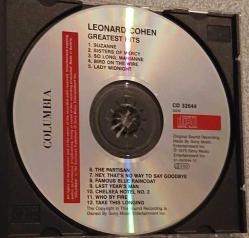 LEONARD COHEN
GREATEST HITS
1. SUZANNE
2. SISTERS OF MERCY
3. SO LONG, MARIANNE
4. BIRD ON THE WIRE
5. LADY MIDNIGHT
COLUMBIA
CD 32644
6. THE PARTISAN
7. HEY, THAT'S NO WAY TO SAY GOODBYE
8. FAMOUS BLUE RAINCOAT
9. LAST YEAR'S MAN
10. CHELSEA HOTEL NO. 2
11. WHO BY FIRE
12. TAKE THIS LONGING
Original Sound Recording
Made By Sony Music
Entertainment Inc.
The Copyright In This Sound Recording Is
Owned By Sony Music Entertainment Inc.